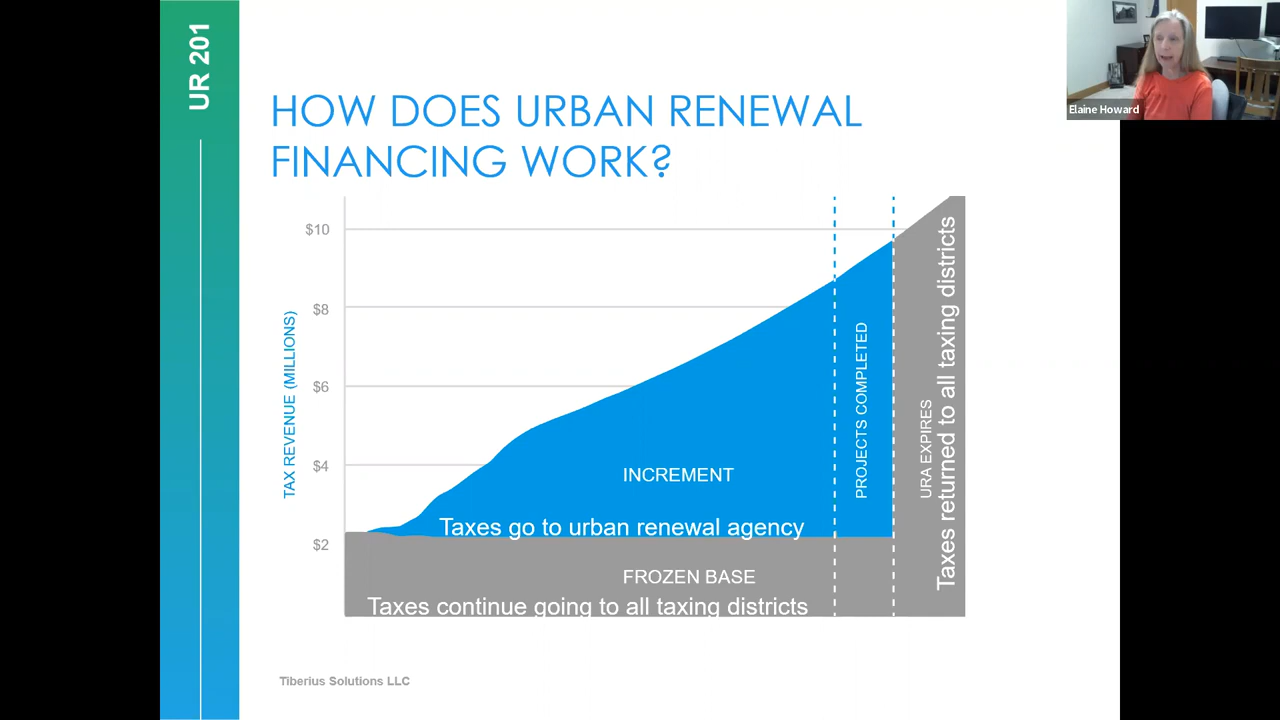 UR 201
HOW DOES URBAN RENEWAL
FINANCING WORK?
Elaine Howard
TAX REVENUE (MILLIONS)
$10
$8
$6
$4
$2
INCREMENT
Taxes go to urban renewal agency
FROZEN BASE
Taxes continue going to all taxing districts
PROJECTS COMPLETED
URA EXPIRES
Taxes returned to all taxing districts
Tiberius Solutions LLC